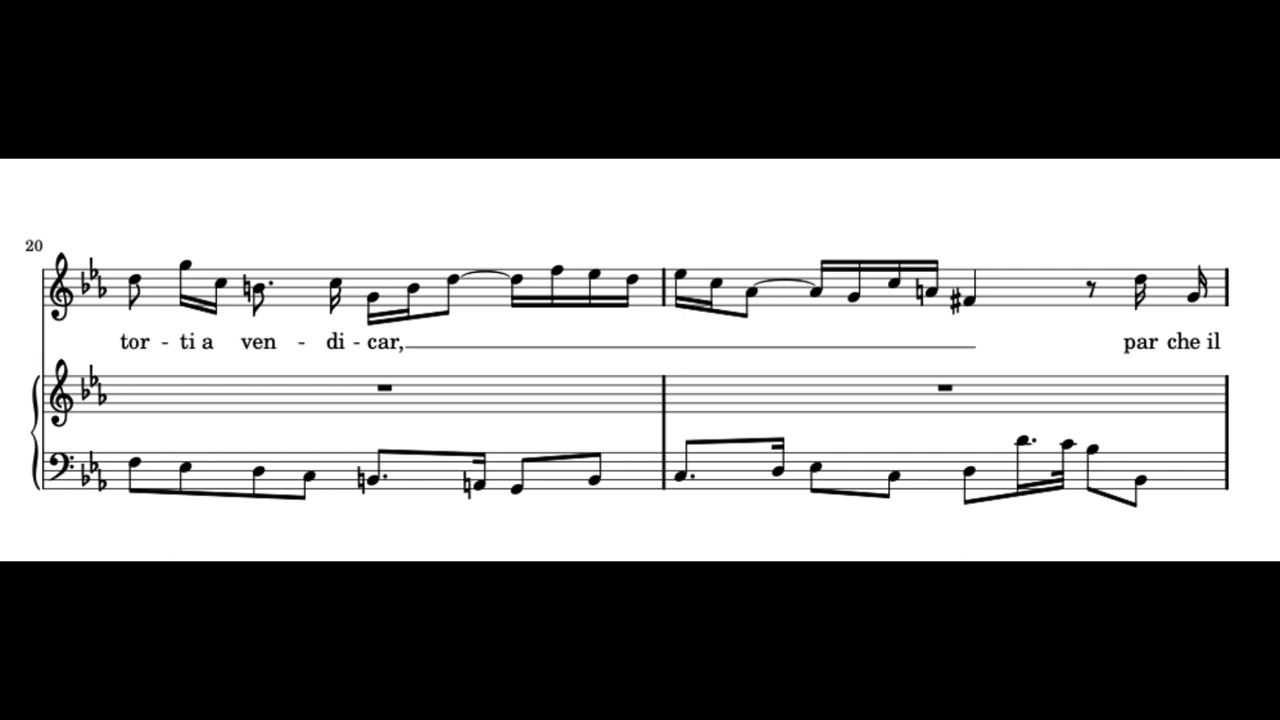 20
tor - ti a ven - di - car, par che il